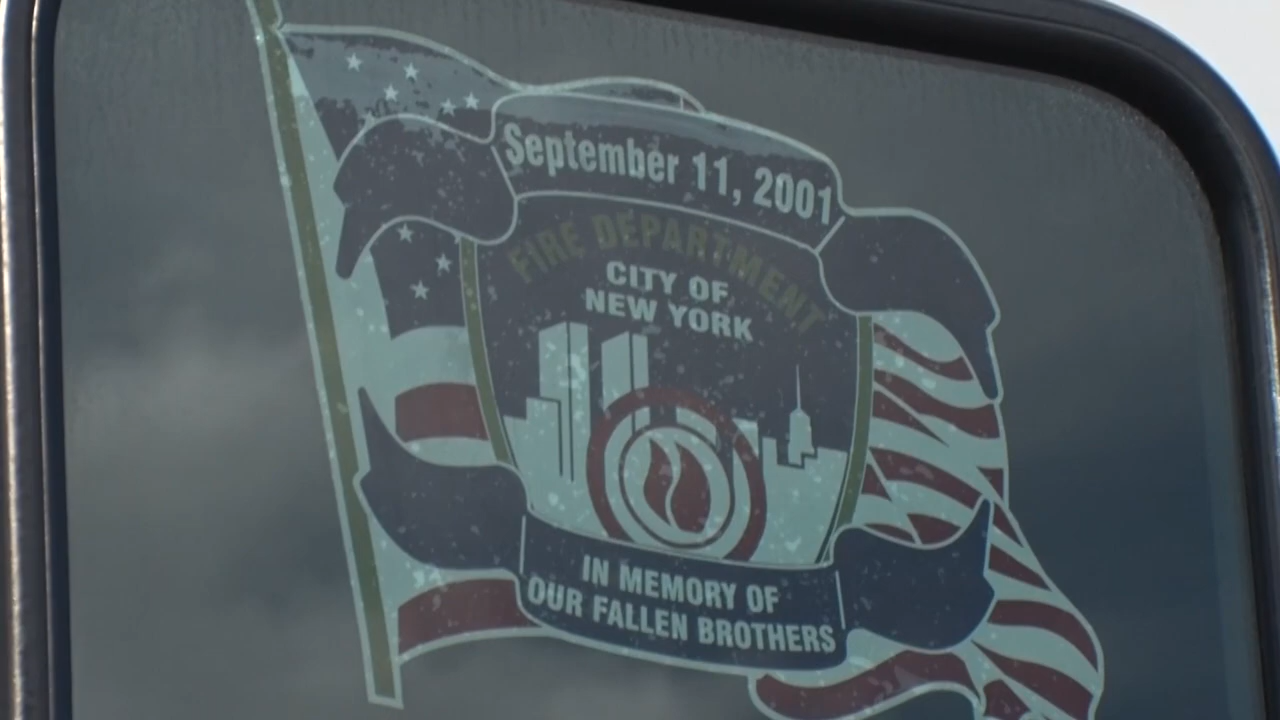 September 11, 2001
FIRE DEPARTMENT
CITY OF
NEW YORK
IN MEMORY OF
OUR FALLEN BROTHERS